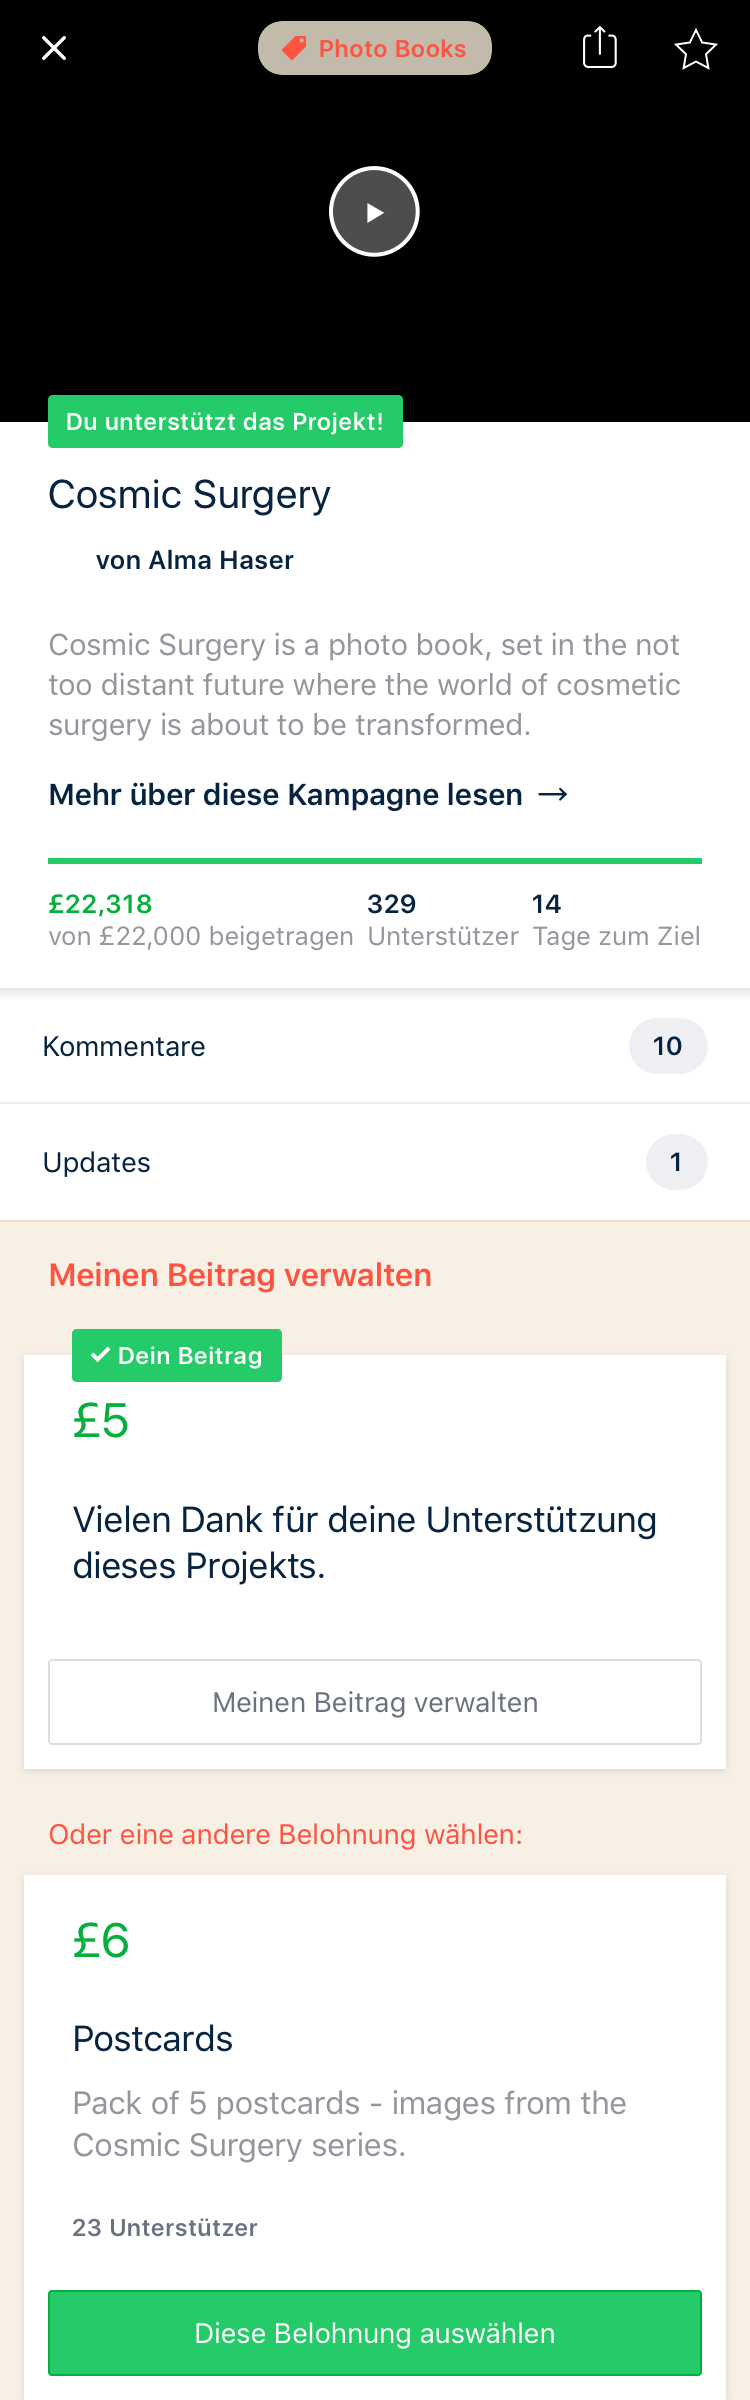 Photo Books
Du unterstützt das Projekt!
Cosmic Surgery
von Alma Haser
Cosmic Surgery is a photo book, set in the not
too distant future where the world of cosmetic
surgery is about to be transformed.
Mehr über diese Kampagne lesen →
£22,318 329 14
von £22,000 beigetragen Unterstützer Tage zum Ziel
Kommentare 10
Updates 1
Meinen Beitrag verwalten
Dein Beitrag
£5
Vielen Dank für deine Unterstützung
dieses Projekts.
Meinen Beitrag verwalten
Oder eine andere Belohnung wählen:
£6
Postcards
Pack of 5 postcards - images from the
Cosmic Surgery series.
23 Unterstützer
Diese Belohnung auswählen